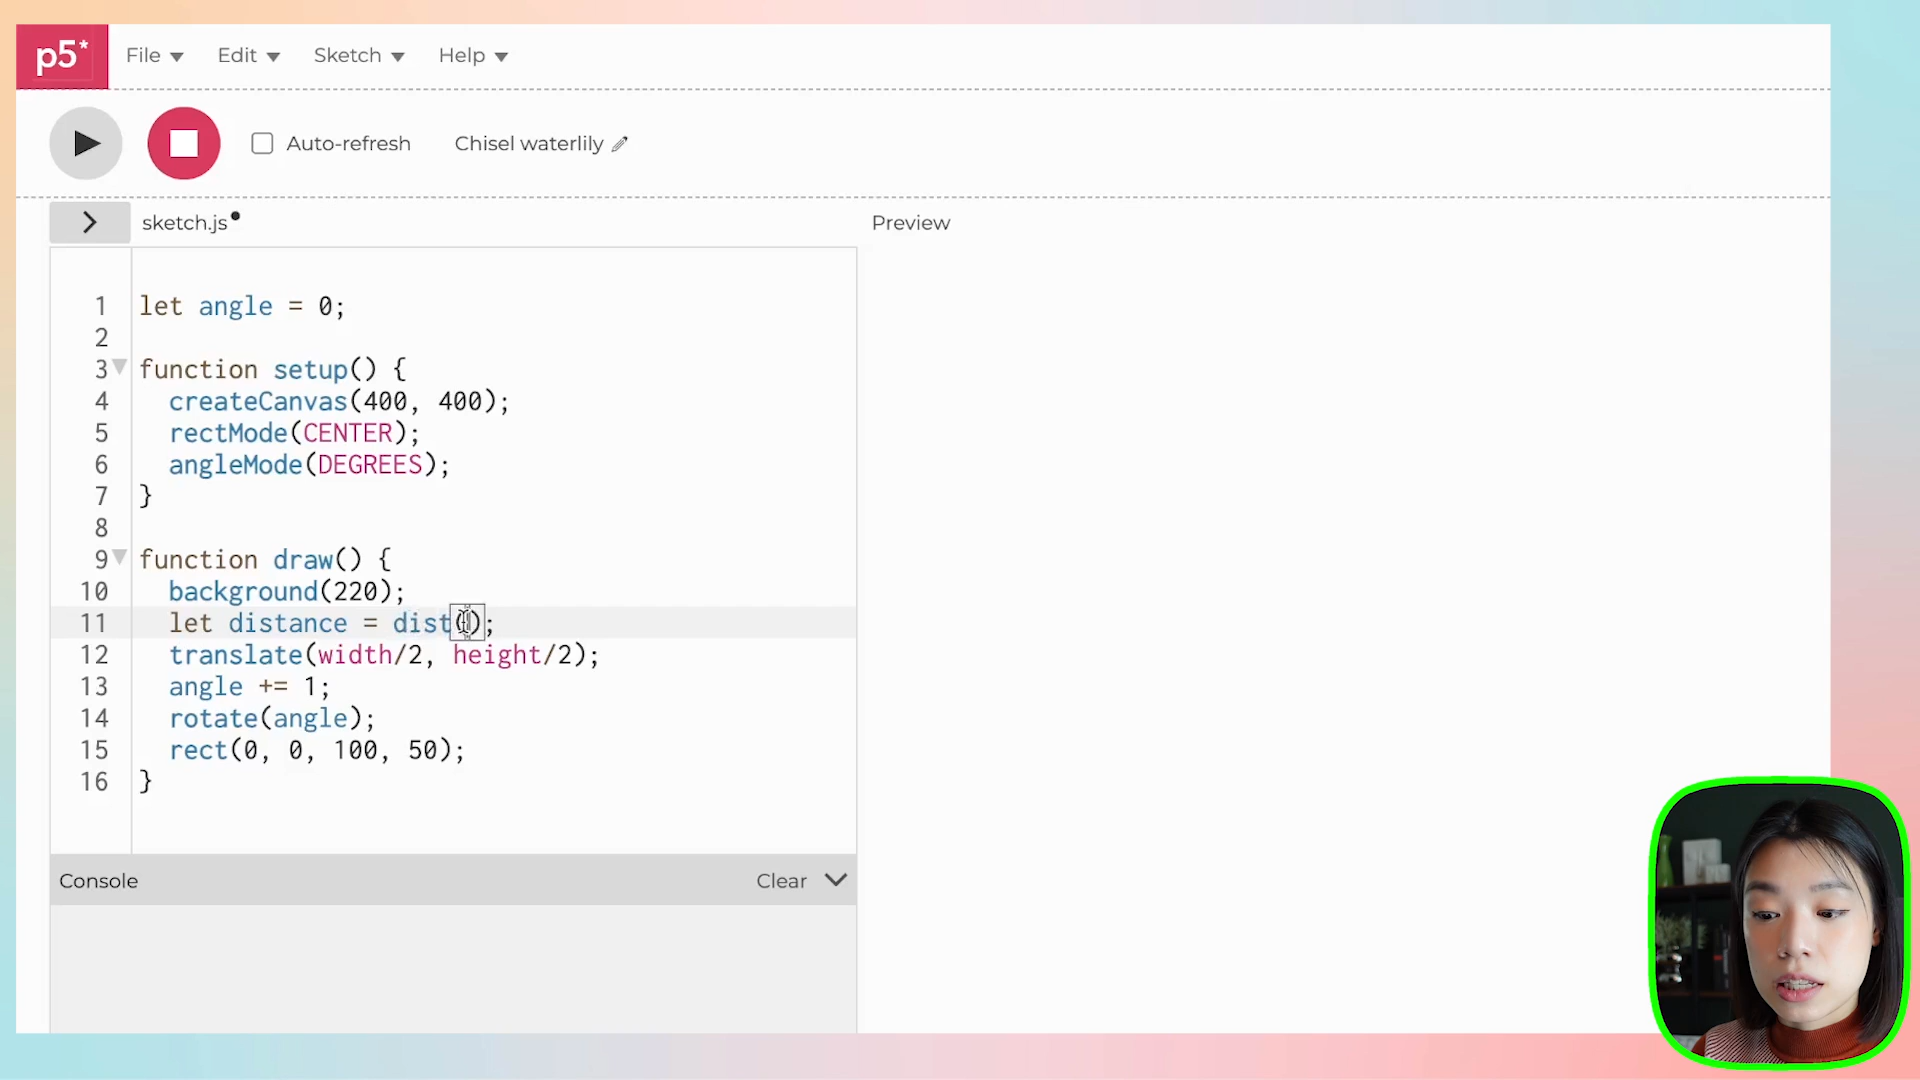 p5* File Edit Sketch Help
Auto-refresh Chisel waterlily
sketch.js
Preview
1 let angle = 0;
2
3 function setup() {
4 createCanvas(400, 400);
5 rectMode(CENTER);
6 angleMode(DEGREES);
7 }
8
9 function draw() {
10 background(220);
11 let distance = dist();
12 translate(width/2, height/2);
13 angle += 1;
14 rotate(angle);
15 rect(0, 0, 100, 50);
16 }
Console Clear